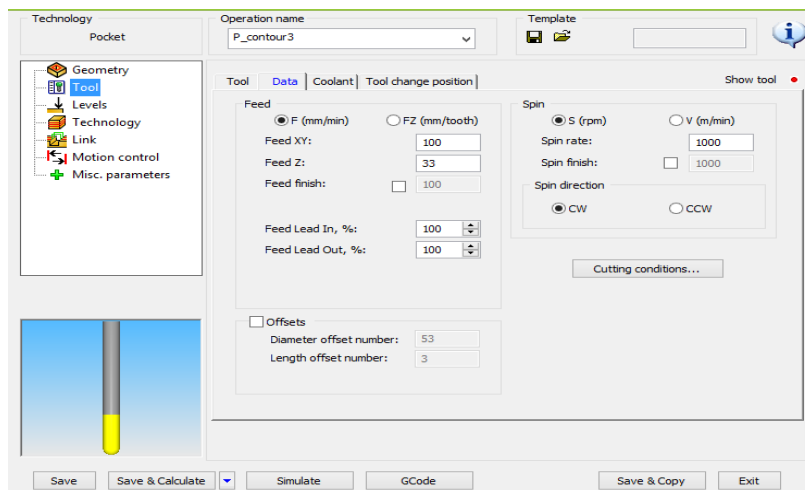 Technology
Pocket
Operation name
P_contour3
Template
Geometry
Tool
Levels
Technology
Link
Motion control
Misc. parameters
Tool Data Coolant Tool change position Show tool
Feed
F (mm/min) FZ (mm/tooth)
Feed XY: 100
Feed Z: 33
Feed finish: 100
Feed Lead In, %: 100
Feed Lead Out, %: 100
Offsets
Diameter offset number: 53
Length offset number: 3
Spin
S (rpm) V (m/min)
Spin rate: 1000
Spin finish: 1000
Spin direction
CW CCW
Cutting conditions...
Save Save & Calculate Simulate GCode Save & Copy Exit